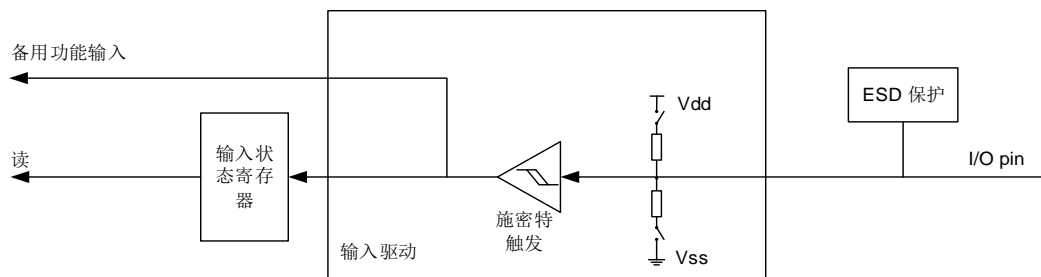 备用功能输入
Vdd
ESD 保护
读
输入状
态寄存
器
I/O pin
施密特
触发
输入驱动
Vss